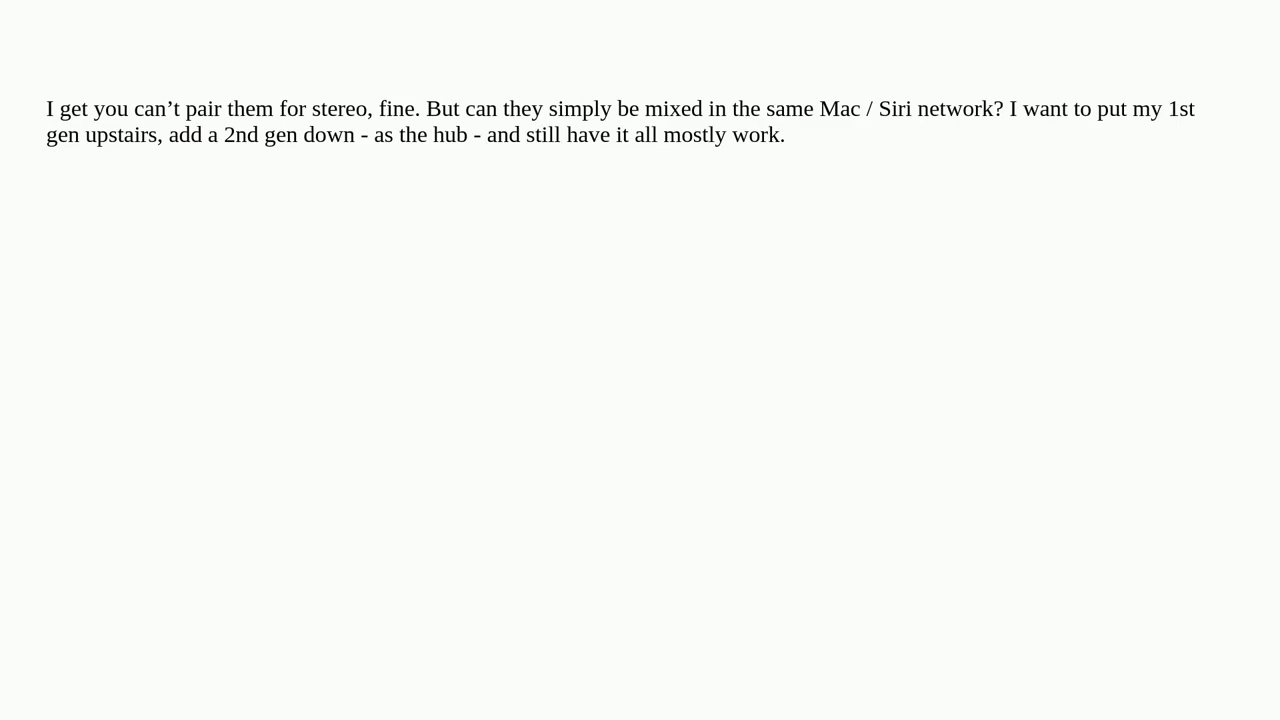 I get you can’t pair them for stereo, fine. But can they simply be mixed in the same Mac / Siri network? I want to put my 1st
gen upstairs, add a 2nd gen down - as the hub - and still have it all mostly work.